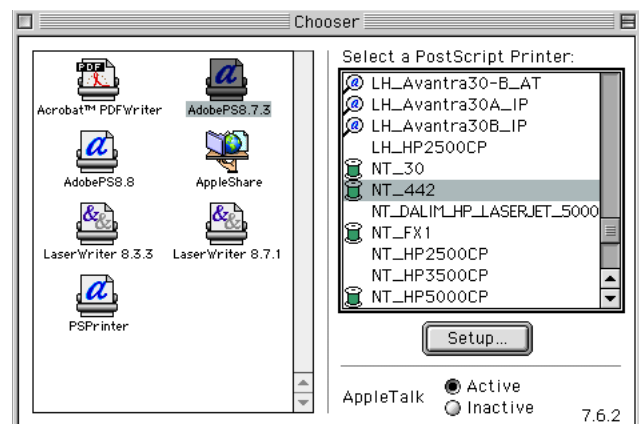 Chooser
PDF
Acrobat™ PDFWriter
a
AdobePS8.7.3
a
AdobePS8.8
AppleShare
&&
LaserWriter 8.3.3
&&
LaserWriter 8.7.1
a
PSPrinter
Select a PostScript Printer:
@ LH_Avantra30-B_AT
@ LH_Avantra30A_IP
@ LH_Avantra30B_IP
LH_HP2500CP
NT_30
NT_442
NT_DALIM_HP_LASERJET_5000
NT_FX1
NT_HP2500CP
NT_HP3500CP
NT_HP5000CP
Setup...
AppleTalk
Active
Inactive
7.6.2